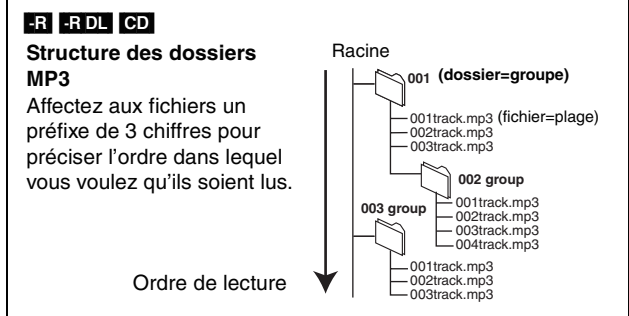 -R -R DL CD
Structure des dossiers
MP3
Affectez aux fichiers un
préfixe de 3 chiffres pour
préciser l'ordre dans lequel
vous voulez qu'ils soient lus.
Ordre de lecture
Racine
001 (dossier=groupe)
001track.mp3 (fichier=plage)
002track.mp3
003track.mp3
002 group
001track.mp3
002track.mp3
003track.mp3
004track.mp3
003 group
001track.mp3
002track.mp3
003track.mp3